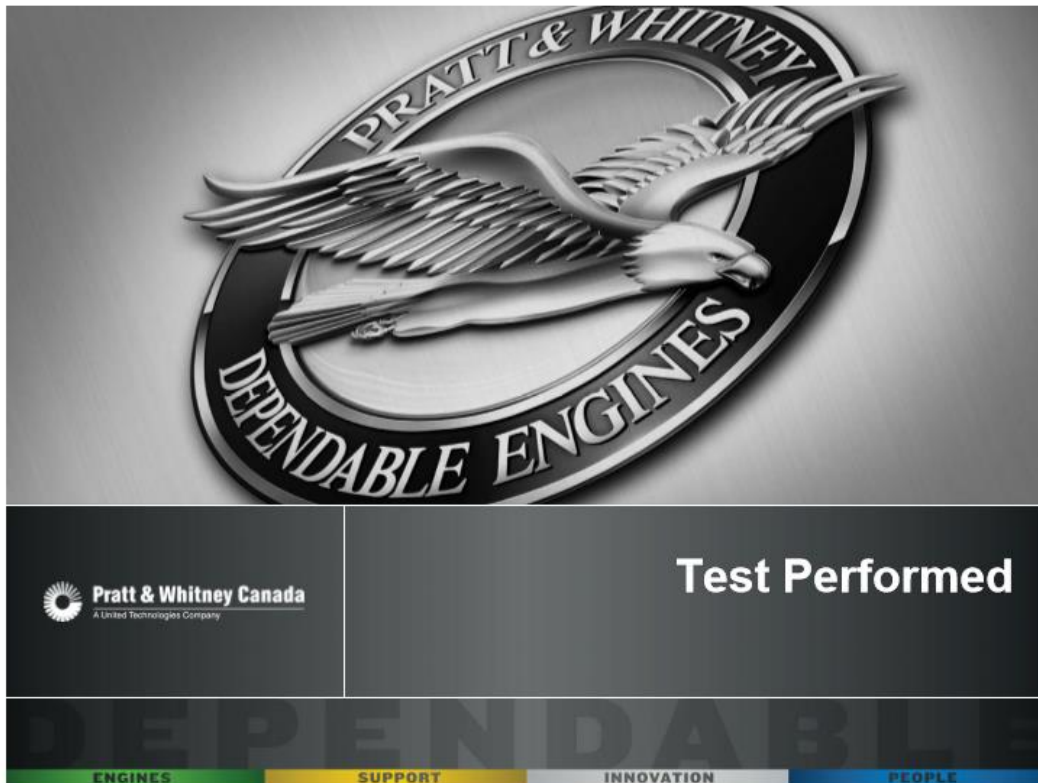 PRATT & WHITNEY
DEPENDABLE ENGINES
Pratt & Whitney Canada
A United Technologies Company
Test Performed
DEPENDABLE
ENGINES
SUPPORT
INNOVATION
PEOPLE